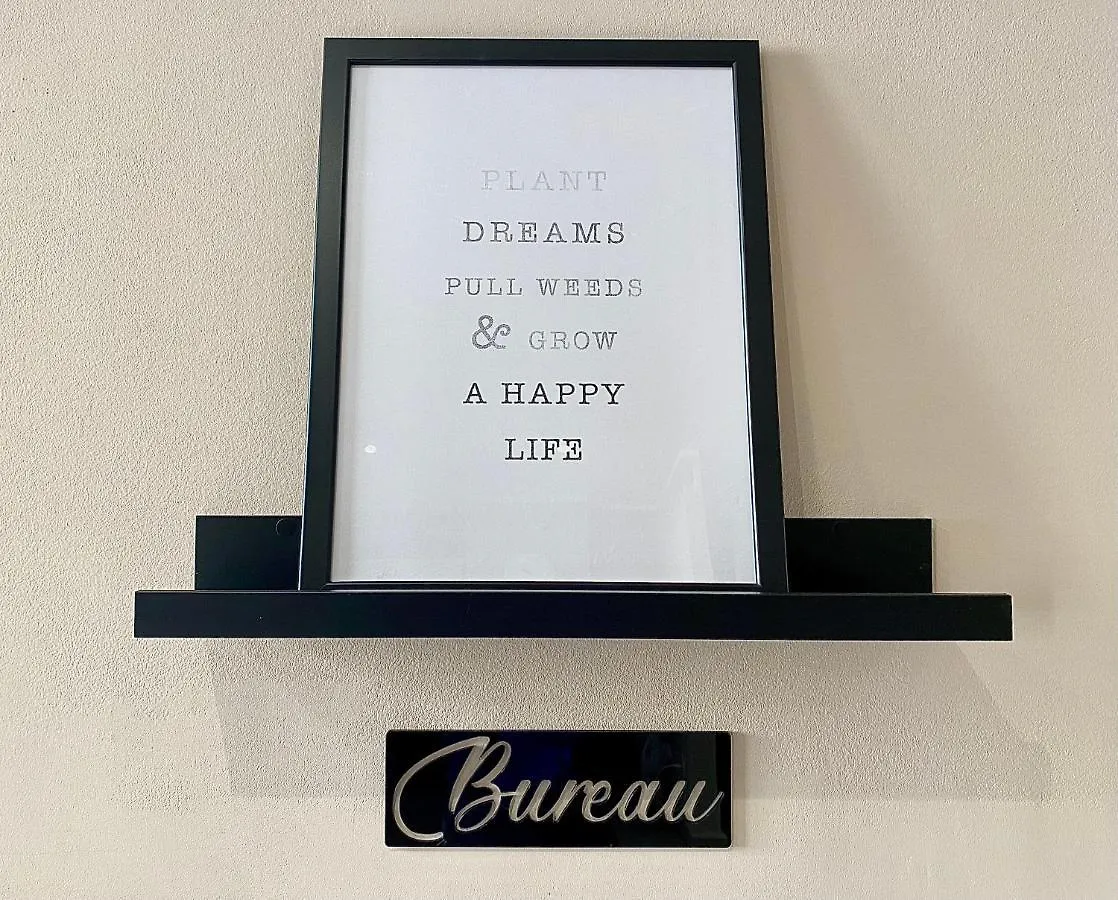 PLANT
DREAMS
PULL WEEDS
& GROW
A HAPPY
LIFE
Bureau